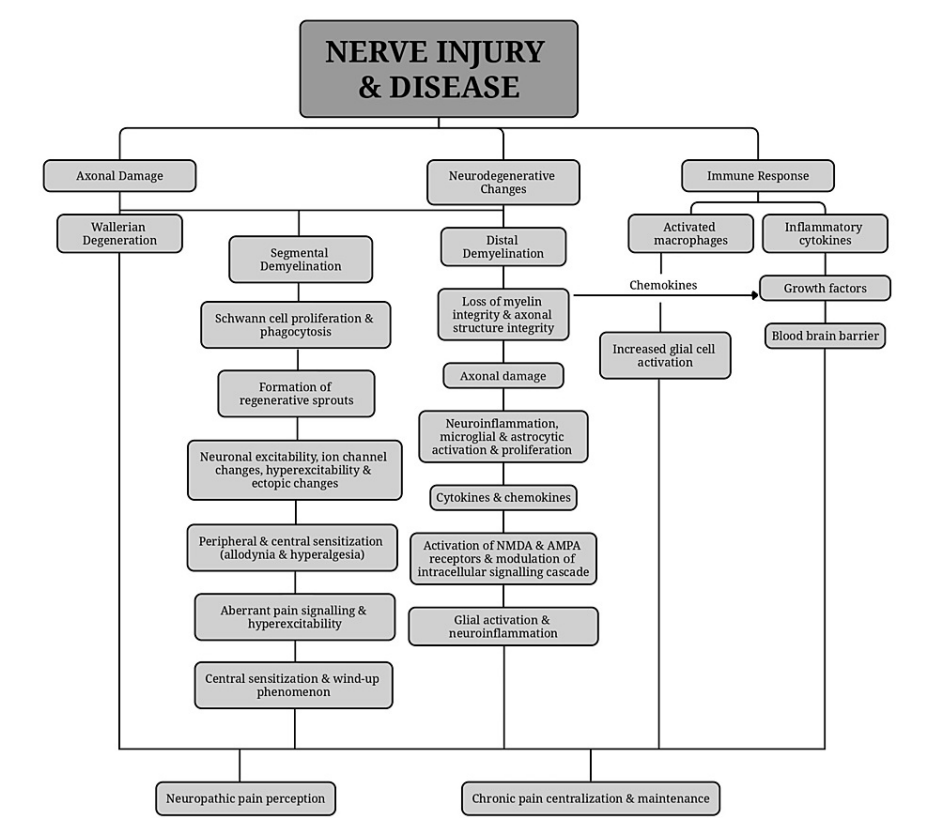 NERVE INJURY
& DISEASE
Axonal Damage
Neurodegenerative
Changes
Immune Response
Wallerian
Degeneration
Segmental
Demyelination
Distal
Demyelination
Activated
macrophages
Inflammatory
cytokines
Schwann cell proliferation &
phagocytosis
Loss of myelin
integrity & axonal
structure integrity
Chemokines
Growth factors
Formation of
regenerative sprouts
Axonal damage
Increased glial cell
activation
Blood brain barrier
Neuronal excitability, ion channel
changes, hyperexcitability &
ectopic changes
Neuroinflammation,
microglial & astrocytic
activation & proliferation
Cytokines & chemokines
Peripheral & central sensitization
(allodynia & hyperalgesia)
Activation of NMDA & AMPA
receptors & modulation of
intracellular signalling cascade
Aberrant pain signalling &
hyperexcitability
Glial activation &
neuroinflammation
Central sensitization & wind-up
phenomenon
Neuropathic pain perception
Chronic pain centralization & maintenance